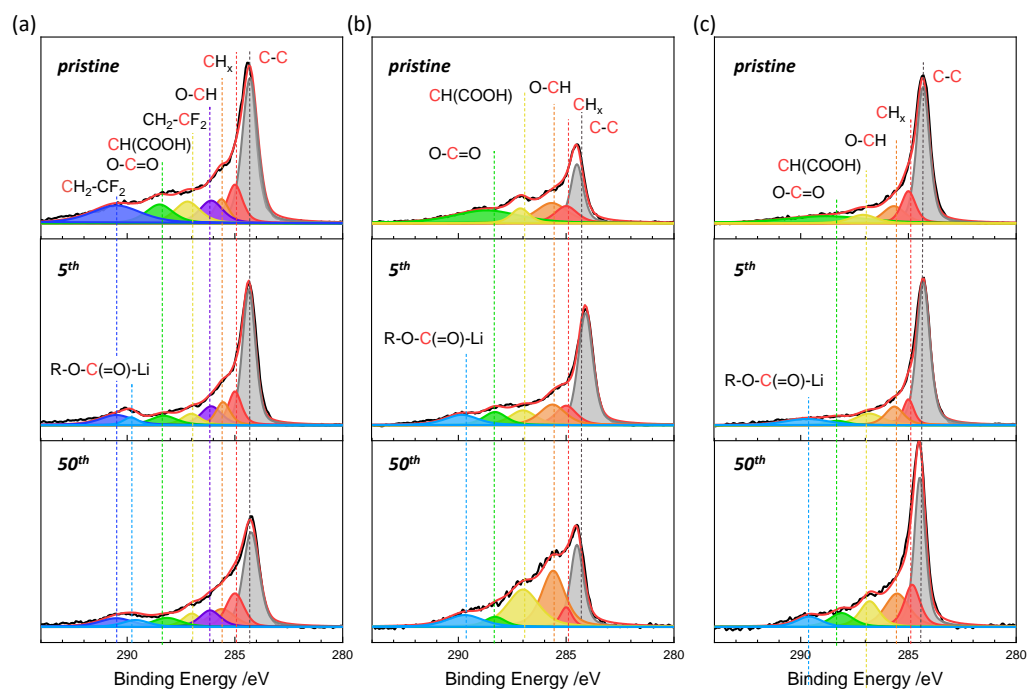 (a)
pristine
CHₓ
C-C
O-CH
CH₂-CF₂
CH(COOH)
O-C=O
CH₂-CF₂
5ᵗʰ
R-O-C(=O)-Li
50ᵗʰ
290
285
280
Binding Energy /eV
(b)
pristine
CH(COOH)
O-CH
CHₓ
C-C
O-C=O
5ᵗʰ
R-O-C(=O)-Li
50ᵗʰ
290
285
280
Binding Energy /eV
(c)
pristine
C-C
CHₓ
O-CH
CH(COOH)
O-C=O
5ᵗʰ
R-O-C(=O)-Li
50ᵗʰ
290
285
280
Binding Energy /eV